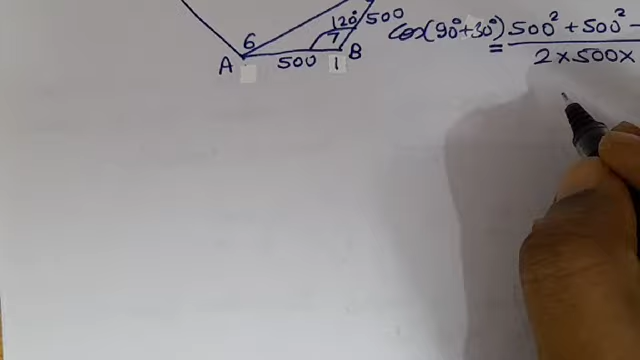 120° 500 cos(90°+30°) 500² + 500² -
6 7 =
A 500 1 B 2×500×